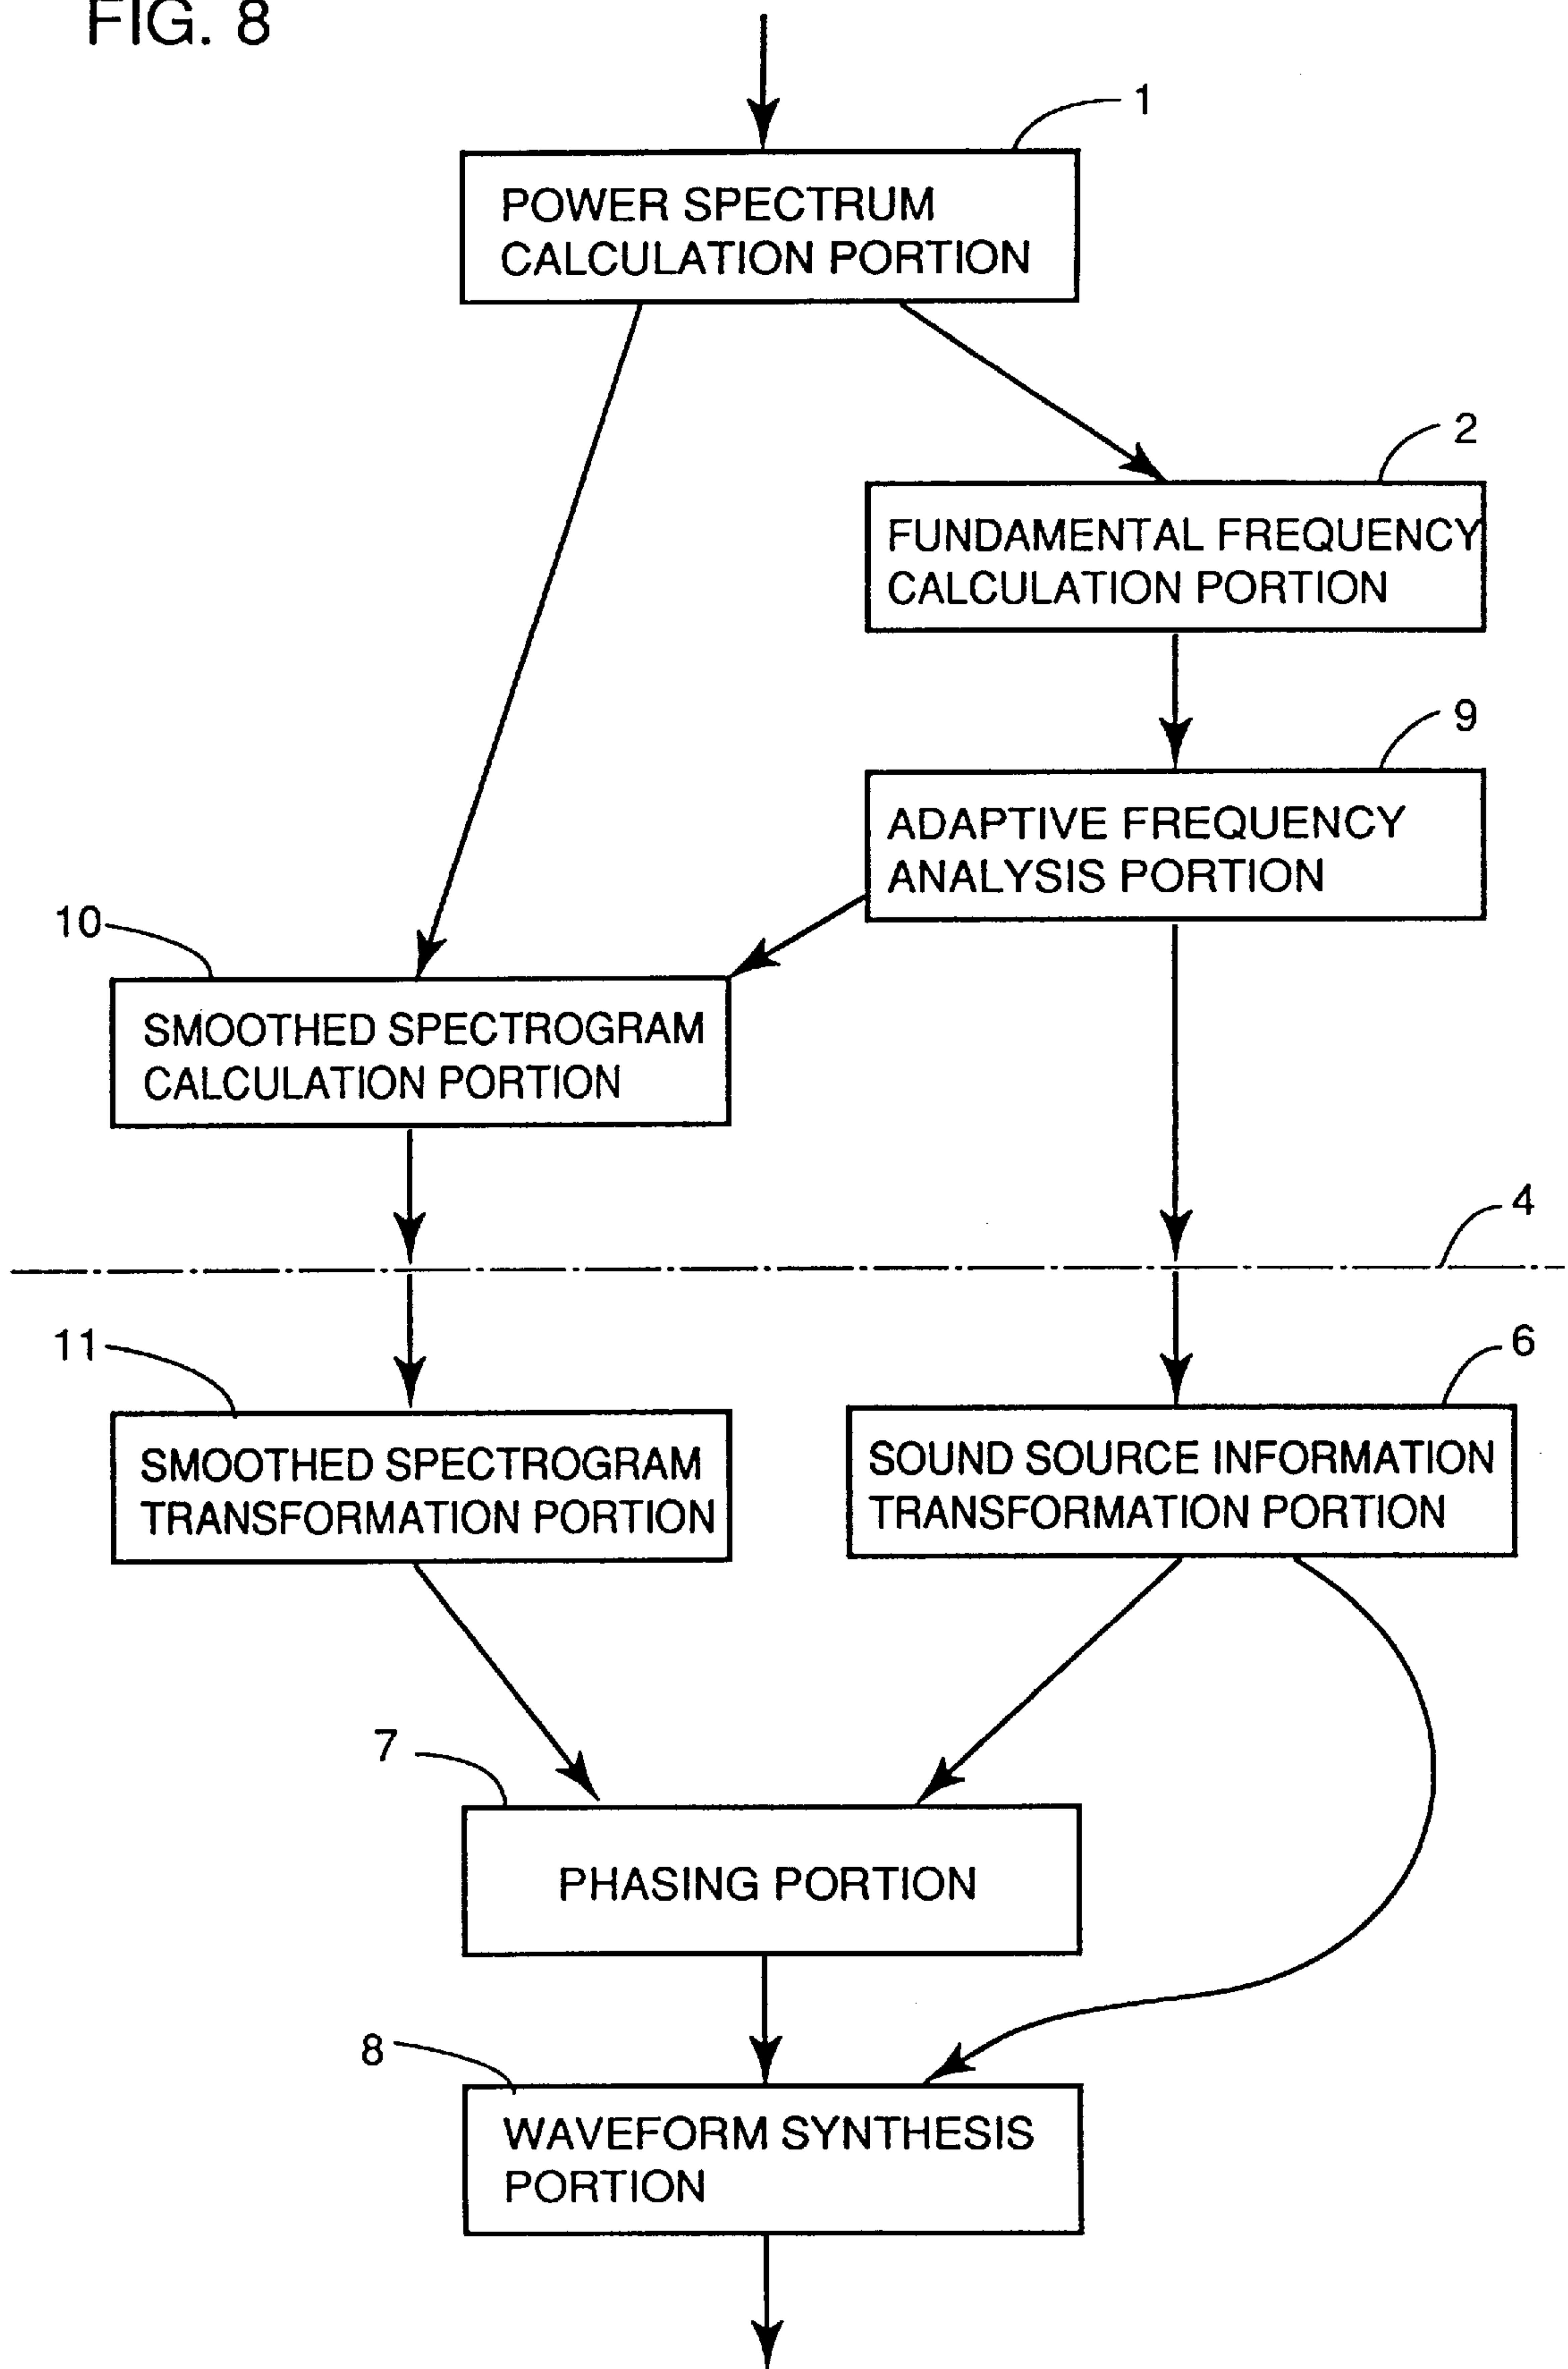 FIG. 8
1
POWER SPECTRUM
CALCULATION PORTION
2
FUNDAMENTAL FREQUENCY
CALCULATION PORTION
9
ADAPTIVE FREQUENCY
ANALYSIS PORTION
10
SMOOTHED SPECTROGRAM
CALCULATION PORTION
4
11
SMOOTHED SPECTROGRAM
TRANSFORMATION PORTION
6
SOUND SOURCE INFORMATION
TRANSFORMATION PORTION
7
PHASING PORTION
8
WAVEFORM SYNTHESIS
PORTION